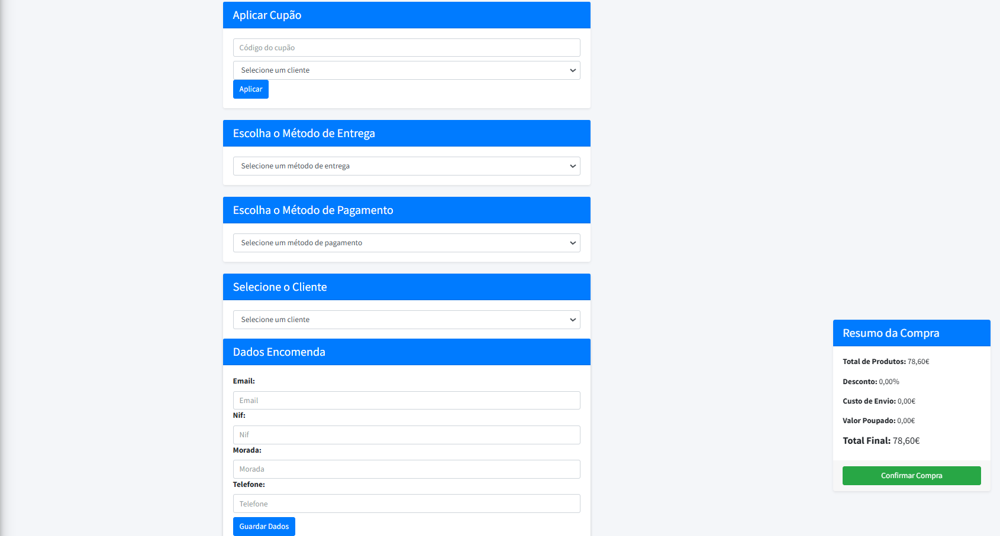 Aplicar Cupão
Código do cupão
Selecione um cliente
Aplicar
Escolha o Método de Entrega
Selecione um método de entrega
Escolha o Método de Pagamento
Selecione um método de pagamento
Selecione o Cliente
Selecione um cliente
Dados Encomenda
Email:
Email
Nif:
Nif
Morada:
Morada
Telefone:
Telefone
Guardar Dados
Resumo da Compra
Total de Produtos: 78,60€
Desconto: 0,00%
Custo de Envio: 0,00€
Valor Poupado: 0,00€
Total Final: 78,60€
Confirmar Compra